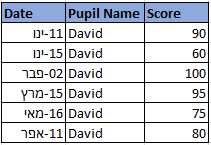 Date Pupil Name Score
11-ינו David 90
15-ינו David 60
02-פבר David 100
15-מרץ David 95
16-מאי David 75
11-אפר David 80